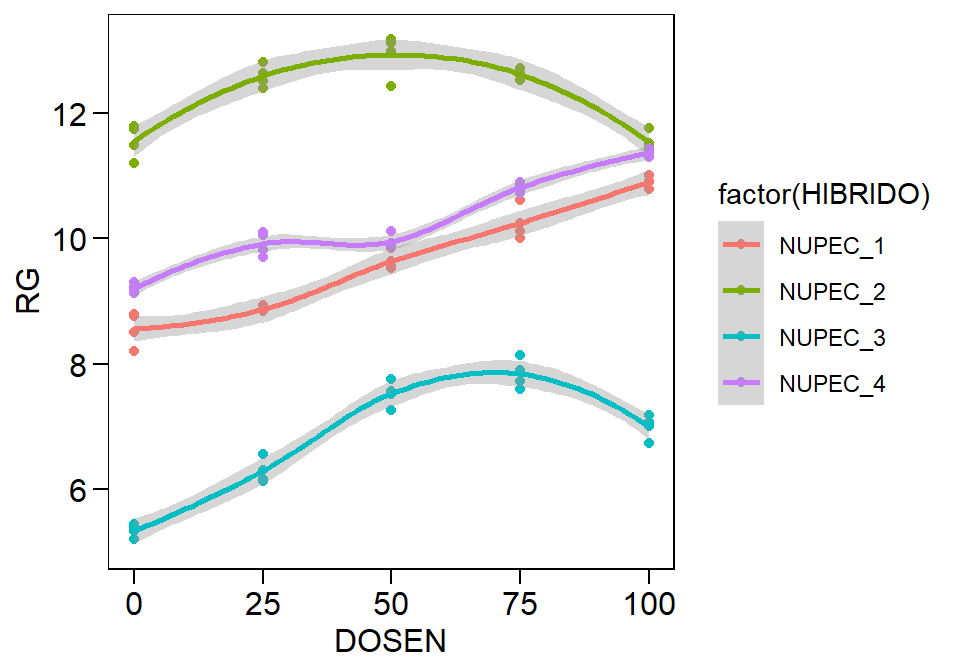 RG
12
10
8
6
0 25 50 75 100
DOSEN
factor(HIBRIDO)
NUPEC_1
NUPEC_2
NUPEC_3
NUPEC_4